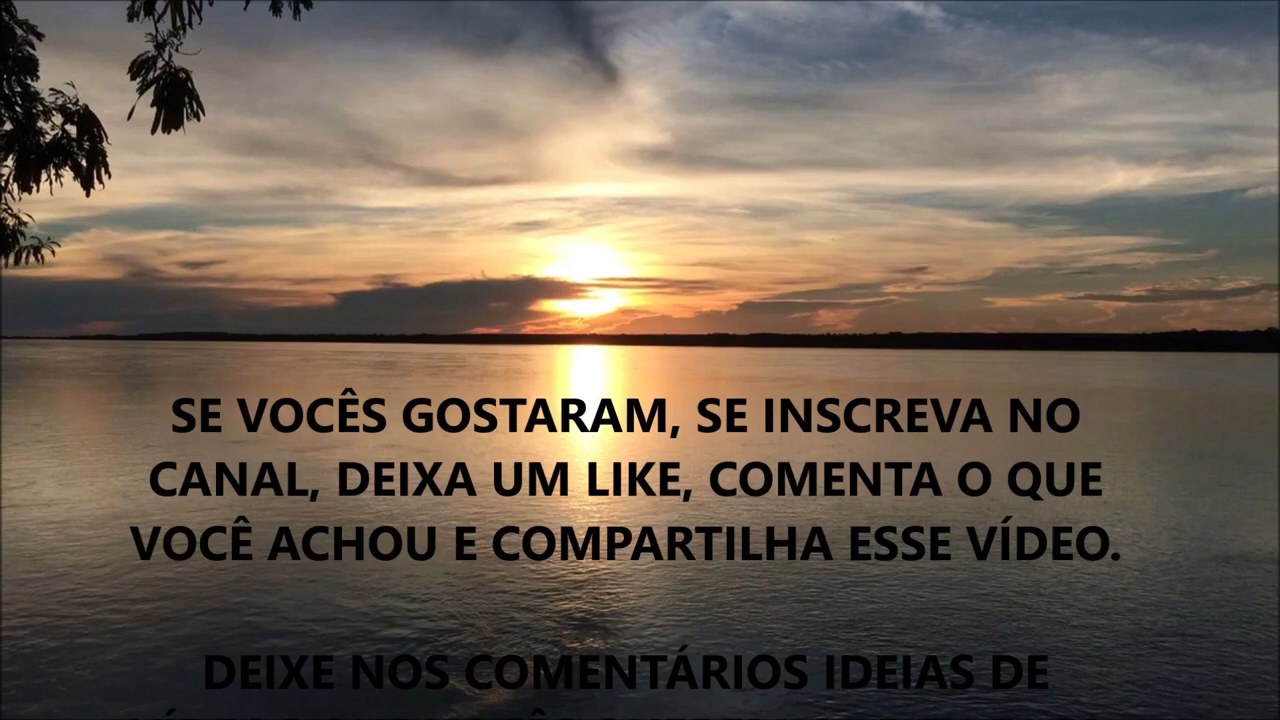 SE VOCÊS GOSTARAM, SE INSCREVA NO
CANAL, DEIXA UM LIKE, COMENTA O QUE
VOCÊ ACHOU E COMPARTILHA ESSE VÍDEO.
DEIXE NOS COMENTÁRIOS IDEIAS DE